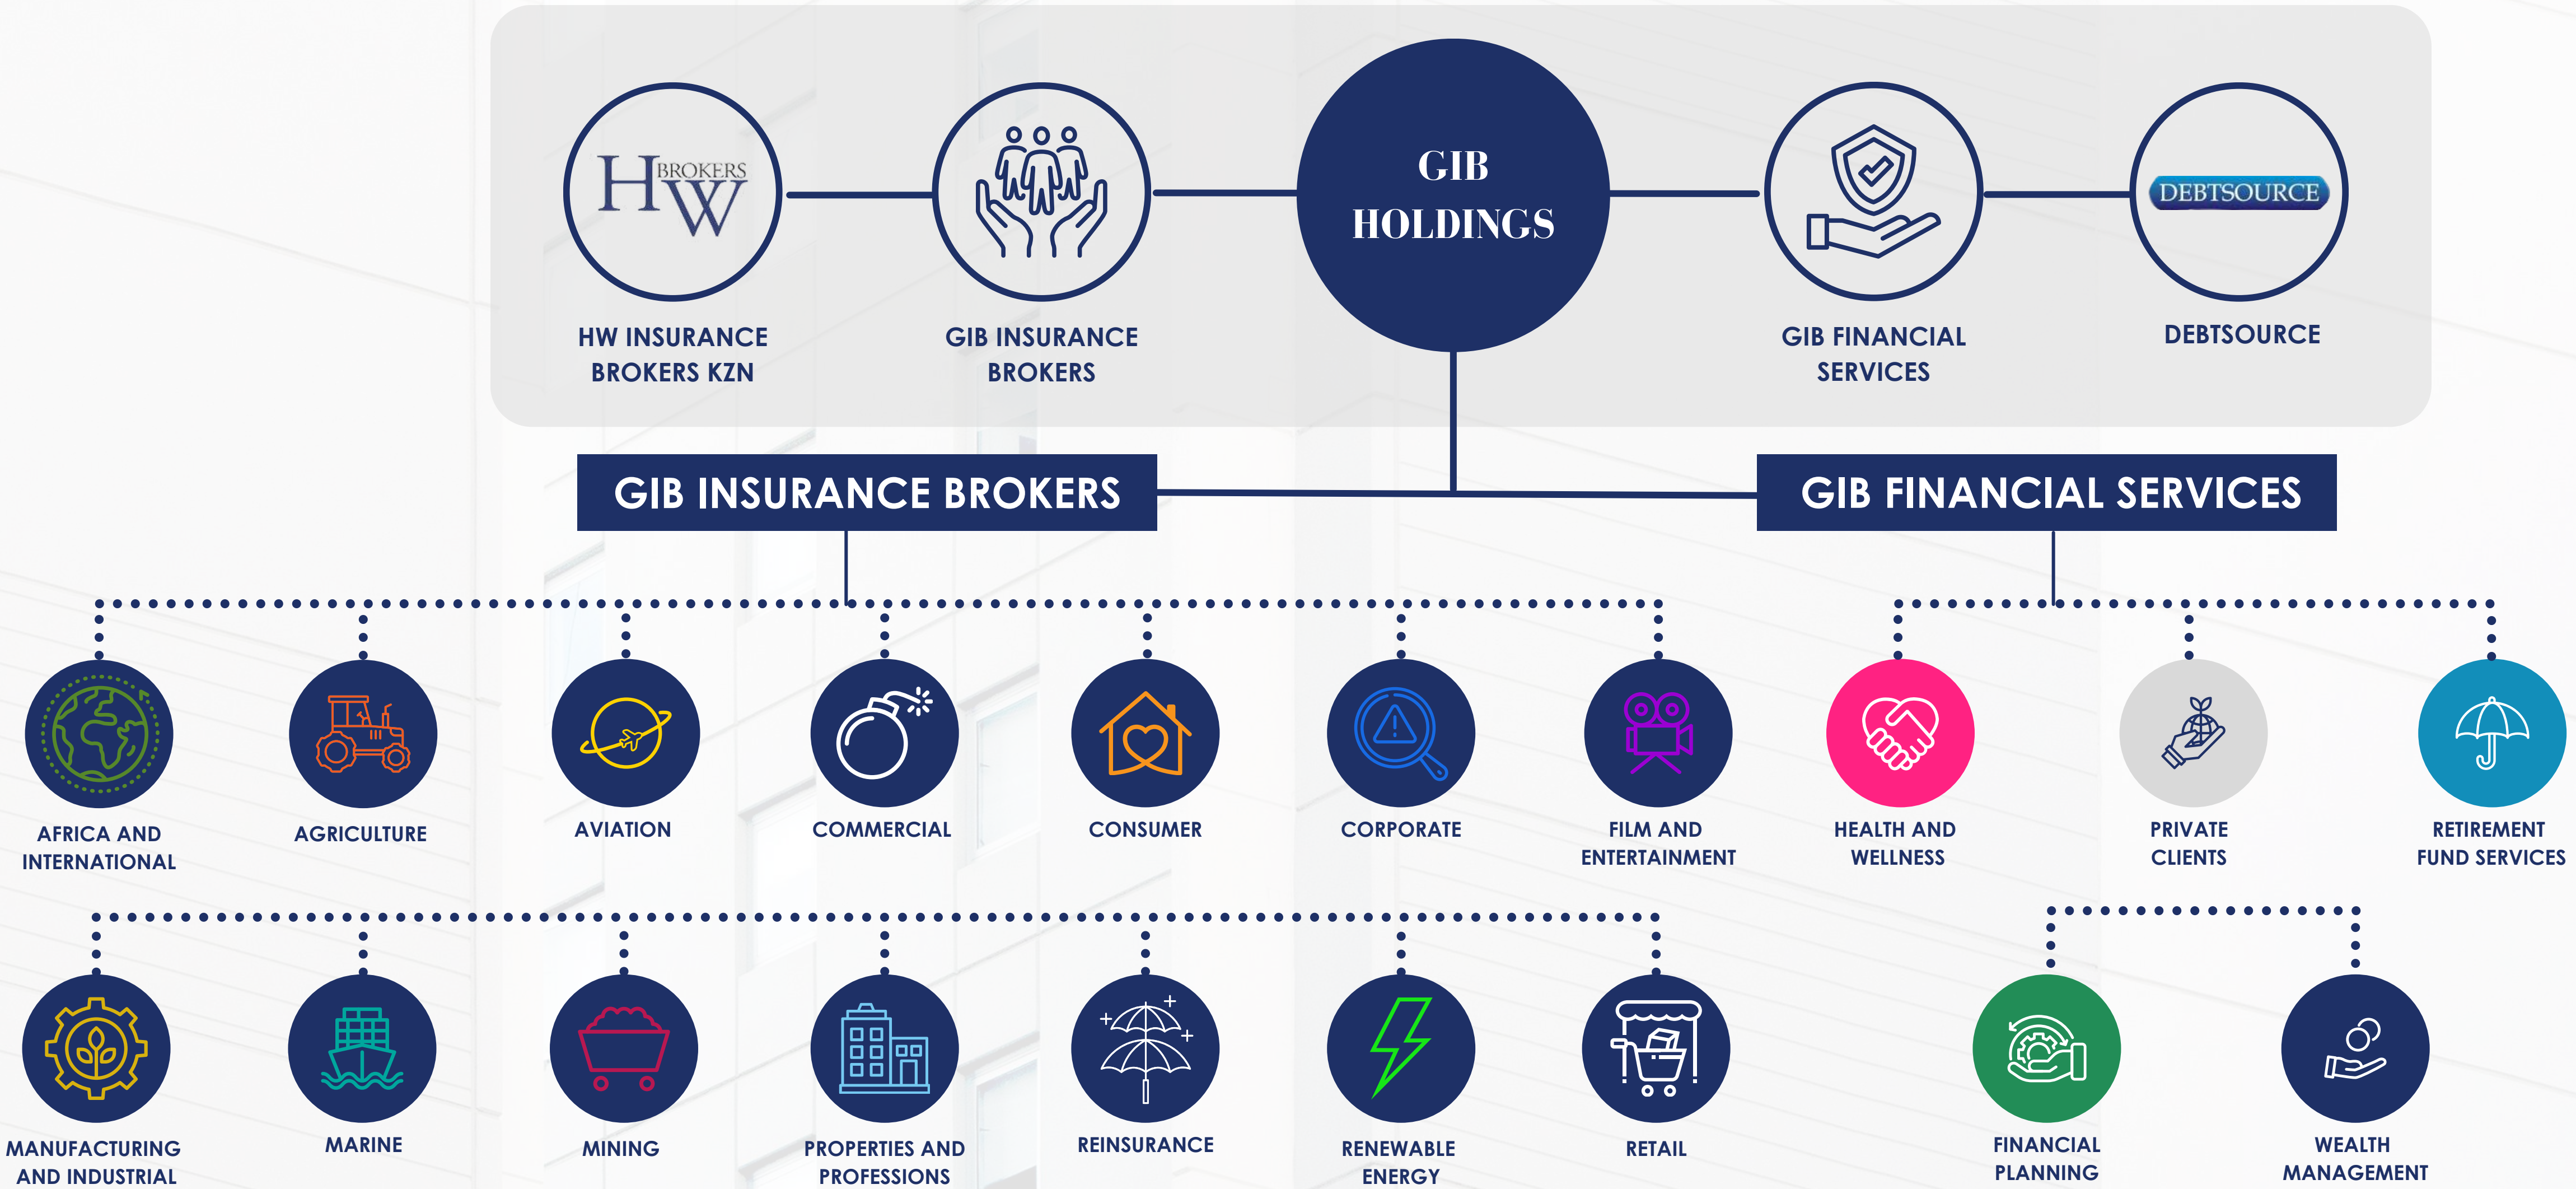 BROKERS
HW
GIB
HOLDINGS
DEBTSOURCE
HW INSURANCE
BROKERS KZN
GIB INSURANCE
BROKERS
GIB FINANCIAL
SERVICES
DEBTSOURCE
GIB INSURANCE BROKERS
GIB FINANCIAL SERVICES
AFRICA AND
INTERNATIONAL
AGRICULTURE
AVIATION
COMMERCIAL
CONSUMER
CORPORATE
FILM AND
ENTERTAINMENT
HEALTH AND
WELLNESS
PRIVATE
CLIENTS
RETIREMENT
FUND SERVICES
MANUFACTURING
AND INDUSTRIAL
MARINE
MINING
PROPERTIES AND
PROFESSIONS
REINSURANCE
RENEWABLE
ENERGY
RETAIL
FINANCIAL
PLANNING
WEALTH
MANAGEMENT